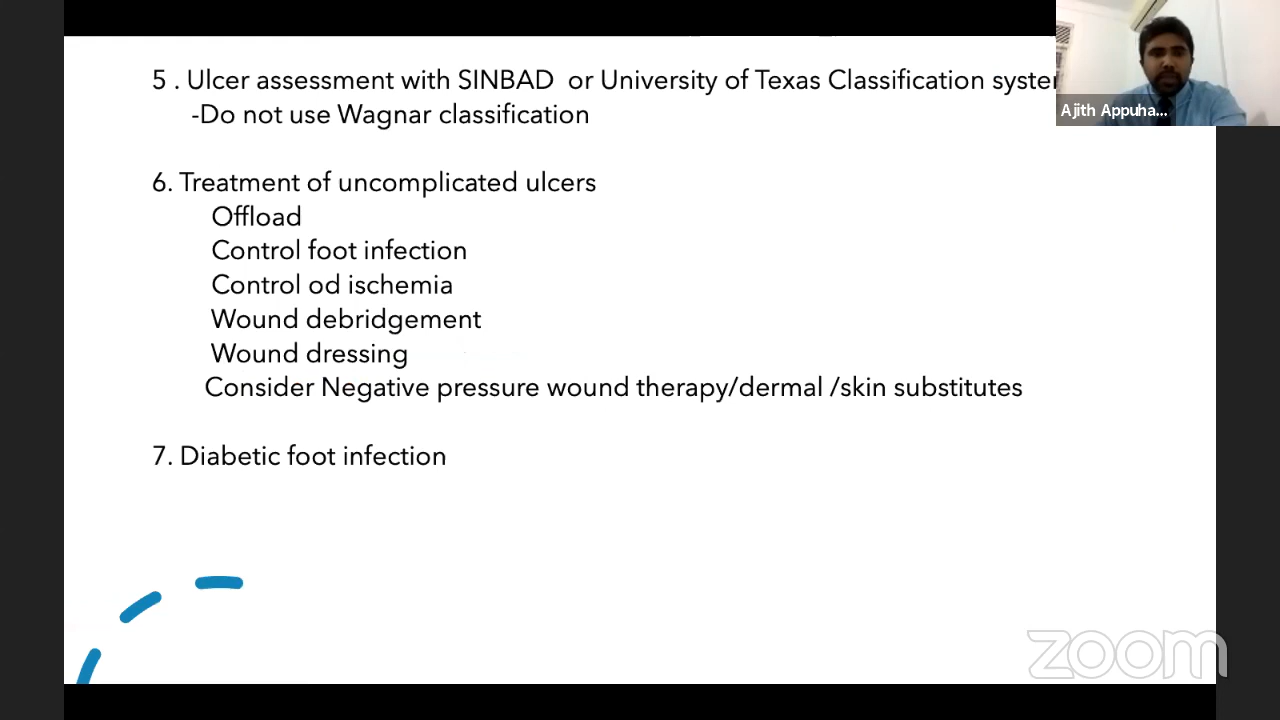 5 . Ulcer assessment with SINBAD or University of Texas Classification syste
-Do not use Wagnar classification
6. Treatment of uncomplicated ulcers
Offload
Control foot infection
Control od ischemia
Wound debridgement
Wound dressing
Consider Negative pressure wound therapy/dermal /skin substitutes
7. Diabetic foot infection
Ajith Appuha...
zoom